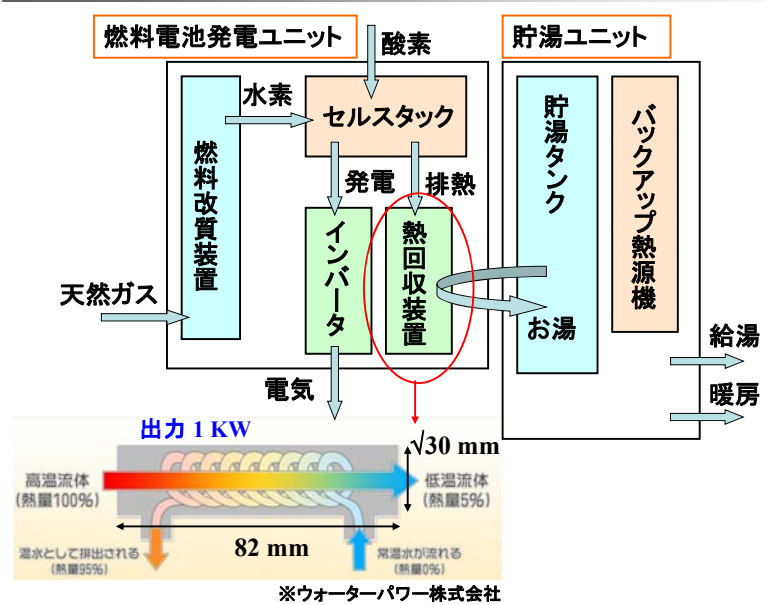 燃料電池発電ユニット
貯湯ユニット
酸素
水素
セルスタック
燃料改質装置
発電
排熱
インバータ
熱回収装置
貯湯タンク
バックアップ熱源機
天然ガス
お湯
給湯
暖房
電気
出力 1 KW
√30 mm
高温流体
(熱量100%)
低温流体
(熱量5%)
82 mm
温水として排出される
(熱量95%)
常温水が流れる
(熱量0%)
※ウォーターパワー株式会社